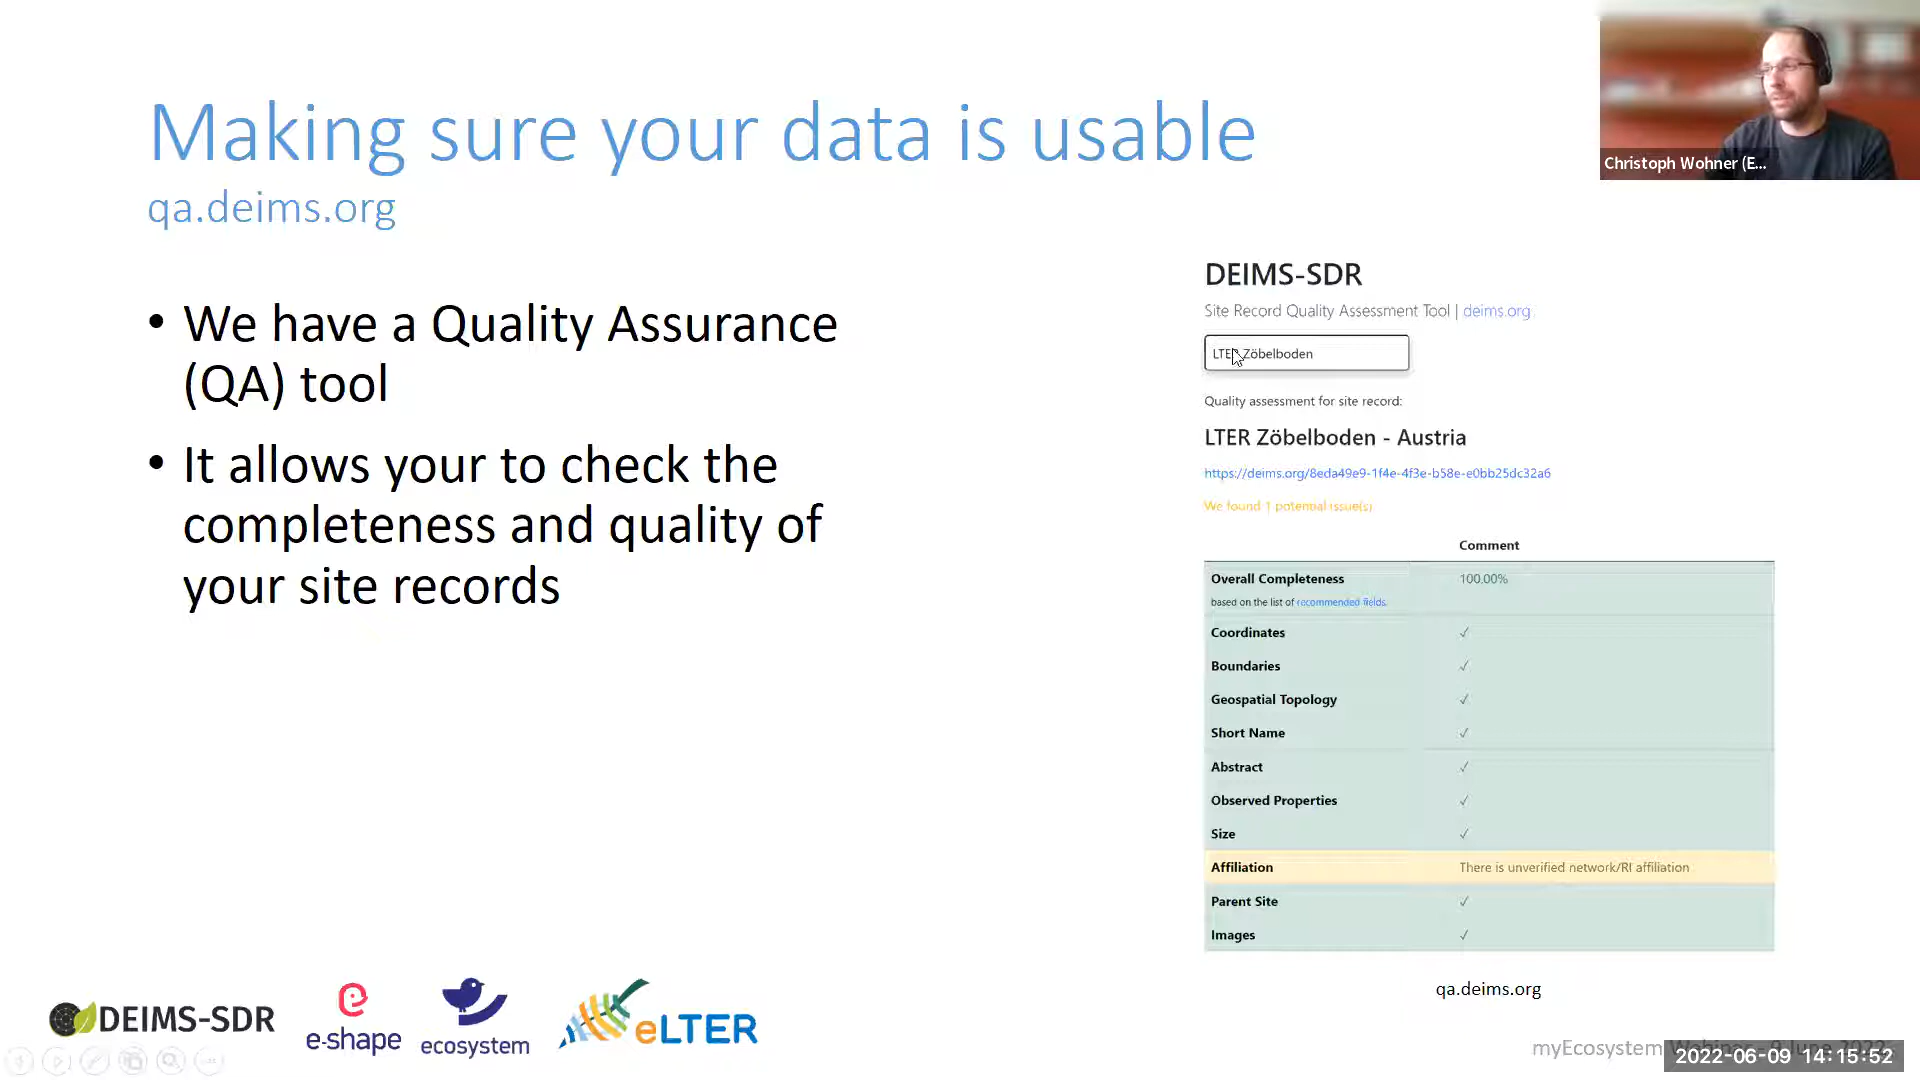 Making sure your data is usable
qa.deims.org
Christoph Wohner (E...
• We have a Quality Assurance
(QA) tool
• It allows your to check the
completeness and quality of
your site records
DEIMS-SDR
Site Record Quality Assessment Tool | deims.org
LTER Zöbelboden
Quality assessment for site record:
LTER Zöbelboden - Austria
https://deims.org/8eda49e9-1f4e-4f3e-b58e-e0bb25dc32a6
We found 1 potential issue(s)
Comment
Overall Completeness 100.00%
based on the list of recommended fields.
Coordinates ✓
Boundaries ✓
Geospatial Topology ✓
Short Name ✓
Abstract ✓
Observed Properties ✓
Size ✓
Affiliation There is unverified network/RI affiliation
Parent Site ✓
Images ✓
qa.deims.org
DEIMS-SDR
e-shape
ecosystem
eLTER
myEcosystem
2022-06-09 14:15:52